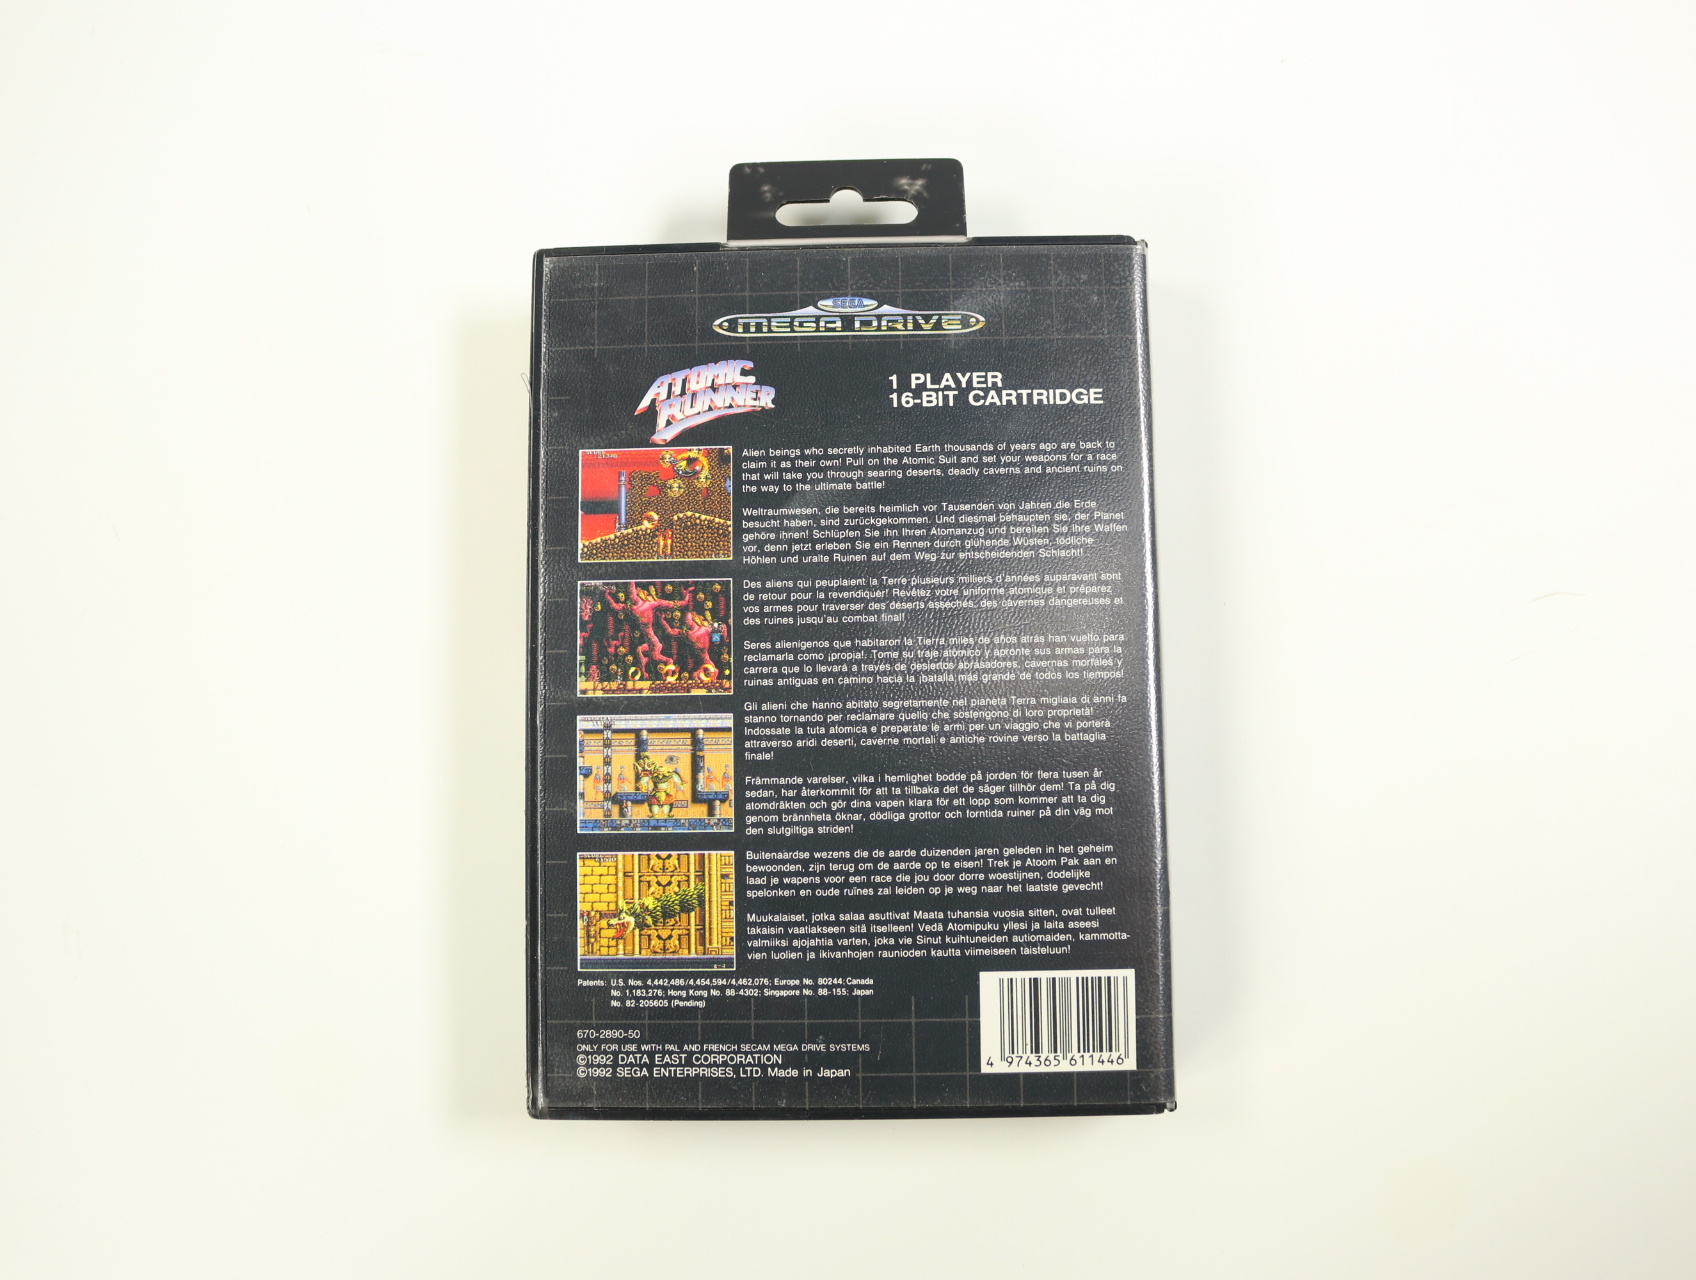 SEGA
MEGA DRIVE
ATOMIC
RUNNER
1 PLAYER
16-BIT CARTRIDGE
Alien beings who secretly inhabited Earth thousands of years ago are back to
claim it as their own! Pull on the Atomic Suit and set your weapons for a race
that will take you through searing deserts, deadly caverns and ancient ruins on
the way to the ultimate battle!
Weltraumwesen, die bereits heimlich vor Tausenden von Jahren die Erde
besucht haben, sind zurückgekommen. Und diesmal behaupten sie, der Planet
gehöre ihnen! Schlüpfen Sie ihn Ihren Atomanzug und bereiten Sie Ihre Waffen
vor, denn jetzt erleben Sie ein Rennen durch glühende Wüsten, tödliche
Höhlen und uralte Ruinen auf dem Weg zur entscheidenden Schlacht!
Des aliens qui peuplaient la Terre plusieurs milliers d'années auparavant sont
de retour pour la revendiquer! Revêtez votre uniforme atomique et préparez
vos armes pour traverser des déserts asséchés, des cavernes dangereuses et
des ruines jusqu'au combat final!
Seres alienígenos que habitaron la Tierra miles de años atrás han vuelto para
reclamarla como ¡propia!. Tome su traje atómico y apronte sus armas para la
carrera que lo llevará a través de desiertos abrasadores, cavernas mortales y
ruinas antiguas en camino hacia la ¡batalla más grande de todos los tiempos!
Gli alieni che hanno abitato segretamente nel pianeta Terra migliaia di anni fa
stanno tornando per reclamare quello che sostengono di loro proprietà!
Indossate la tuta atomica e preparate le armi per un viaggio che vi porterà
attraverso aridi deserti, caverne mortali e antiche rovine verso la battaglia
finale!
Främmande varelser, vilka i hemlighet bodde på jorden för flera tusen år
sedan, har återkommit för att ta tillbaka det de säger tillhör dem! Ta på dig
atomdräkten och gör dina vapen klara för ett lopp som kommer att ta dig
genom brännheta öknar, dödliga grottor och forntida ruiner på din väg mot
den slutgiltiga striden!
Buitenaardse wezens die de aarde duizenden jaren geleden in het geheim
bewoonden, zijn terug om de aarde op te eisen! Trek je Atoom Pak aan en
laad je wapens voor een race die jou door dorre woestijnen, dodelijke
spelonken en oude ruïnes zal leiden op je weg naar het laatste gevecht!
Muukalaiset, jotka salaa asuttivat Maata tuhansia vuosia sitten, ovat tulleet
takaisin vaatiakseen sitä itselleen! Vedä Atomipuku yllesi ja laita aseesi
valmiiksi ajojahtia varten, joka vie Sinut kuihtuneiden autiomaiden, kammotta-
vien luolien ja ikivanhojen raunioden kautta viimeiseen taisteluun!
Patents: U.S. Nos. 4,442,486/4,454,594/4,462,076; Europe No. 80244; Canada
No. 1,183,276; Hong Kong No. 88-4302; Singapore No. 88-155; Japan
No. 82-205605 (Pending)
670-2890-50
ONLY FOR USE WITH PAL AND FRENCH SECAM MEGA DRIVE SYSTEMS
©1992 DATA EAST CORPORATION
©1992 SEGA ENTERPRISES, LTD. Made in Japan
4 974365 611446